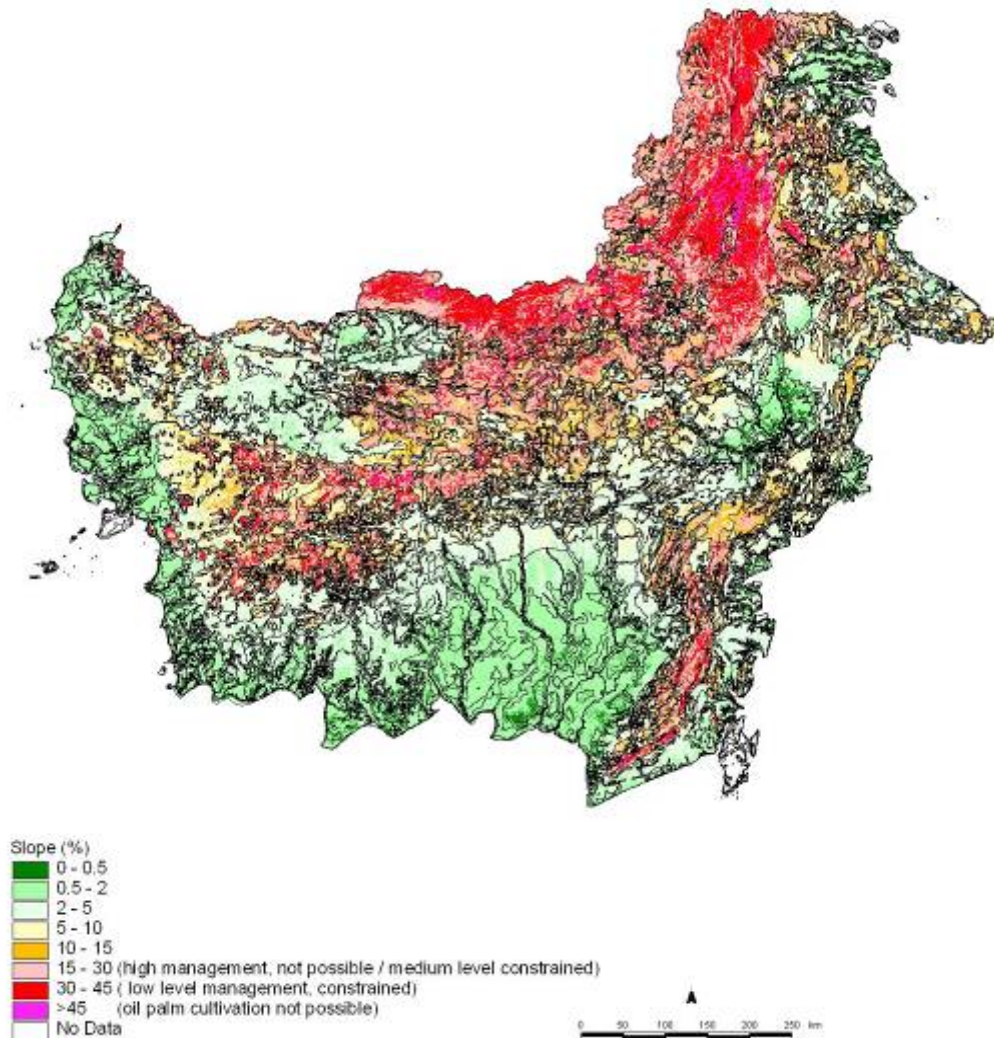 Slope (%)
0 - 0.5
0.5 - 2
2 - 5
5 - 10
10 - 15
15 - 30 (high management, not possible / medium level constrained)
30 - 45 ( low level management, constrained)
>45 (oil palm cultivation not possible)
No Data
0 50 100 150 200 250 km